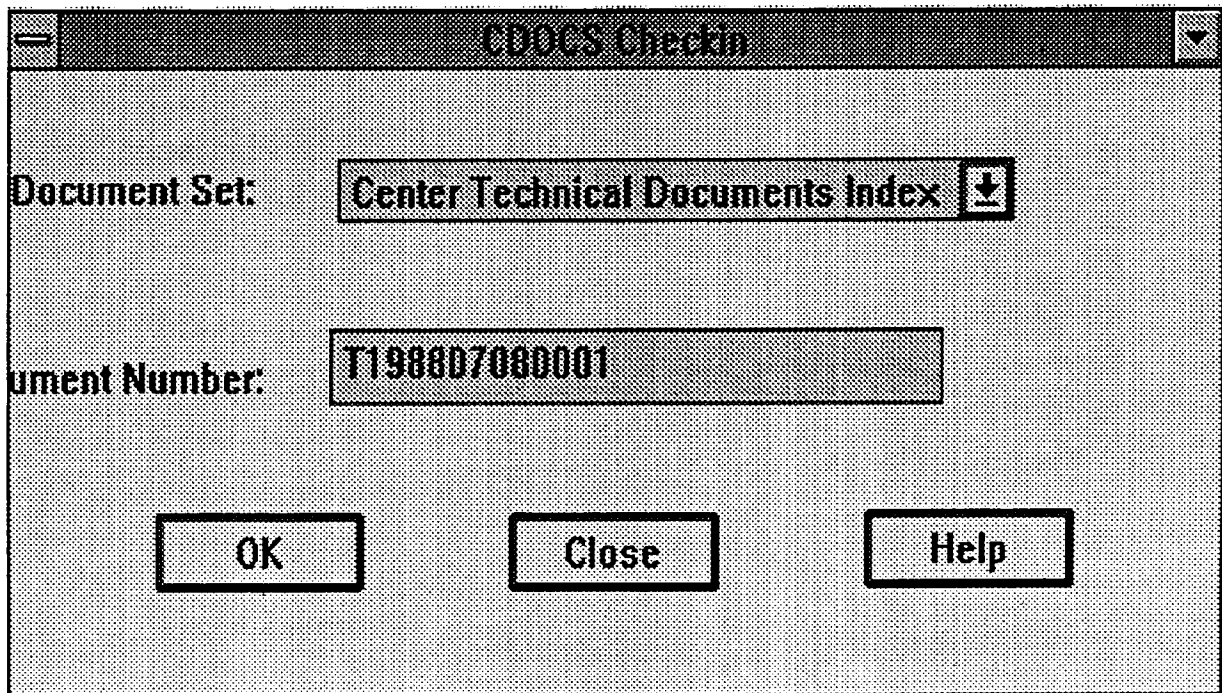 CDOCS Checkin
Document Set: Center Technical Documents Index
ument Number: T1988D7080001
OK Close Help